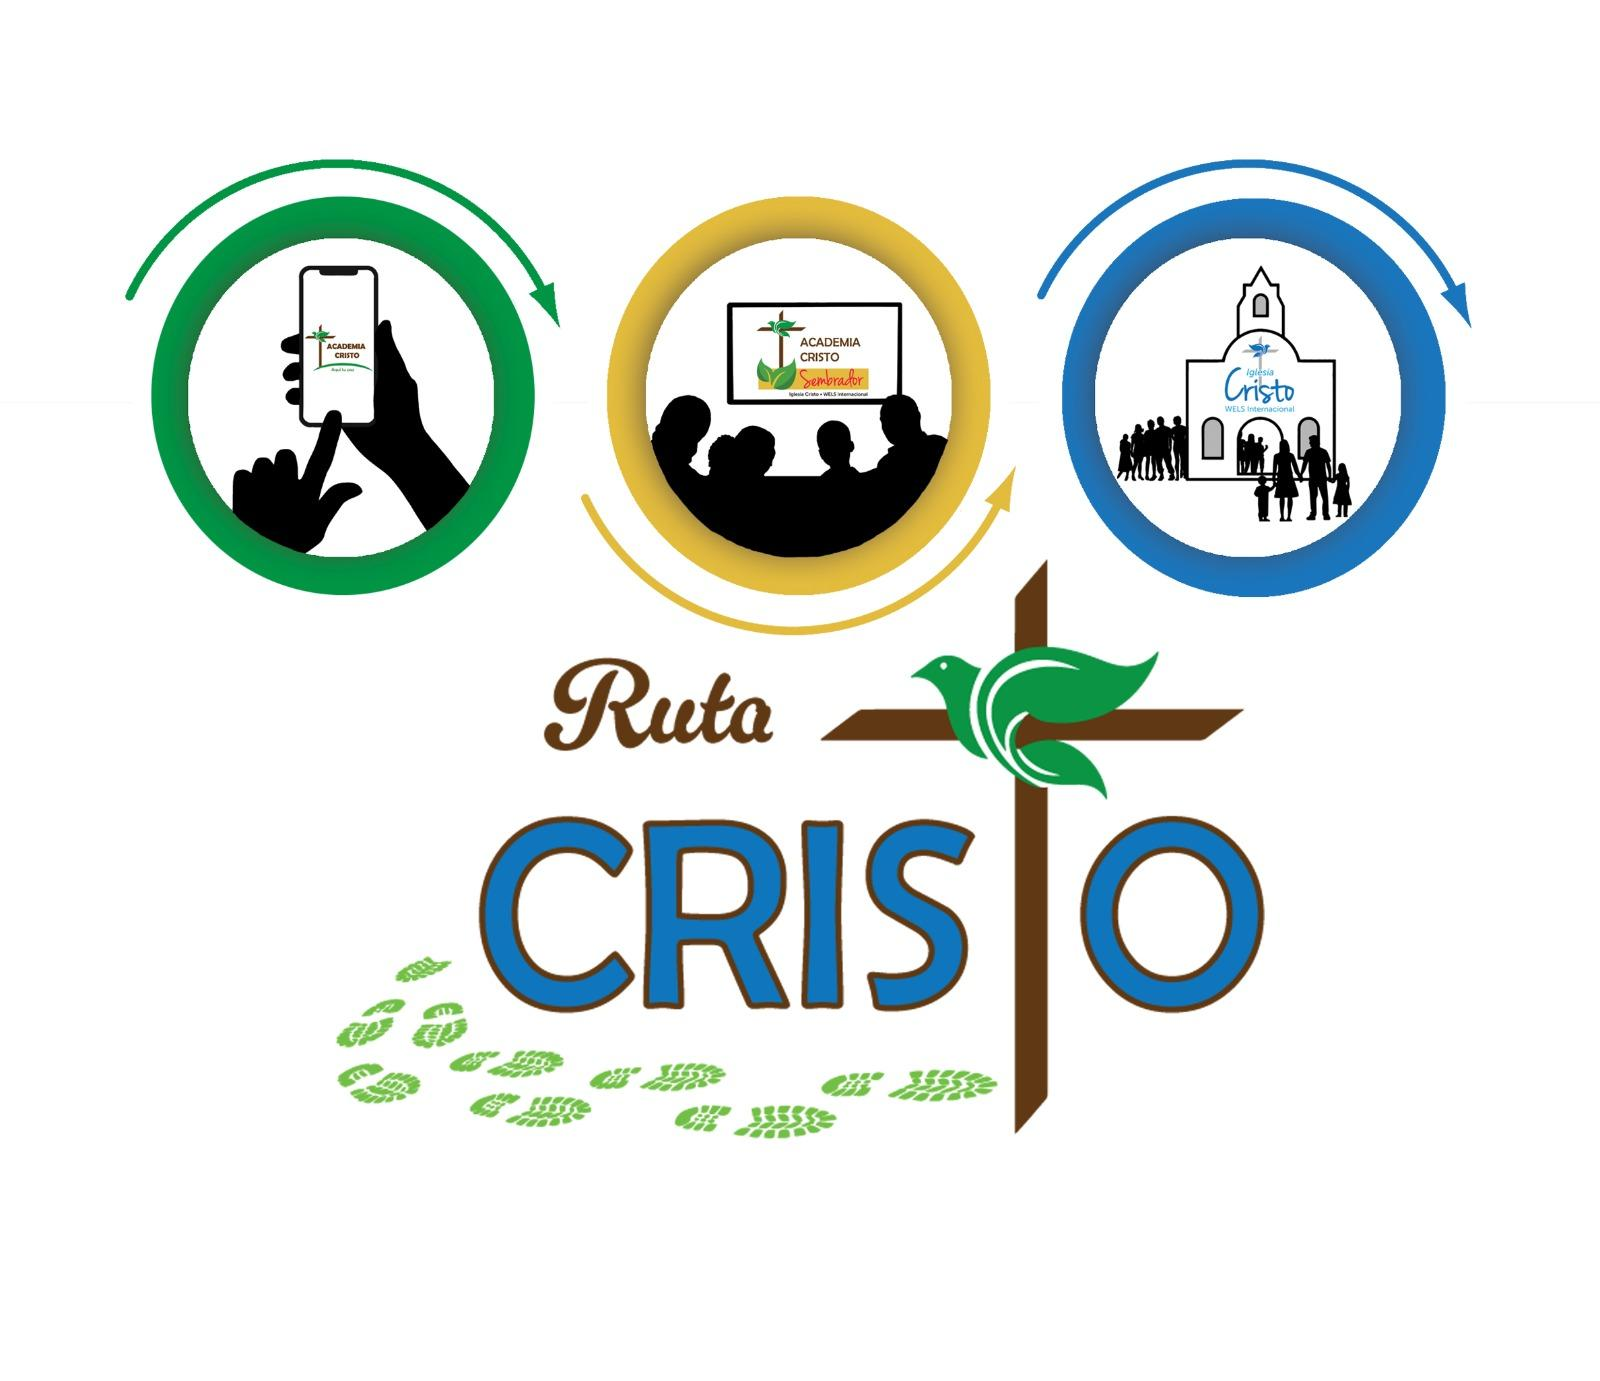 ACADEMIA
CRISTO
ACADEMIA
CRISTO
Sembrador
Iglesia Cristo • WELS Internacional
Iglesia
Cristo
WELS Internacional
Ruta
CRISTO